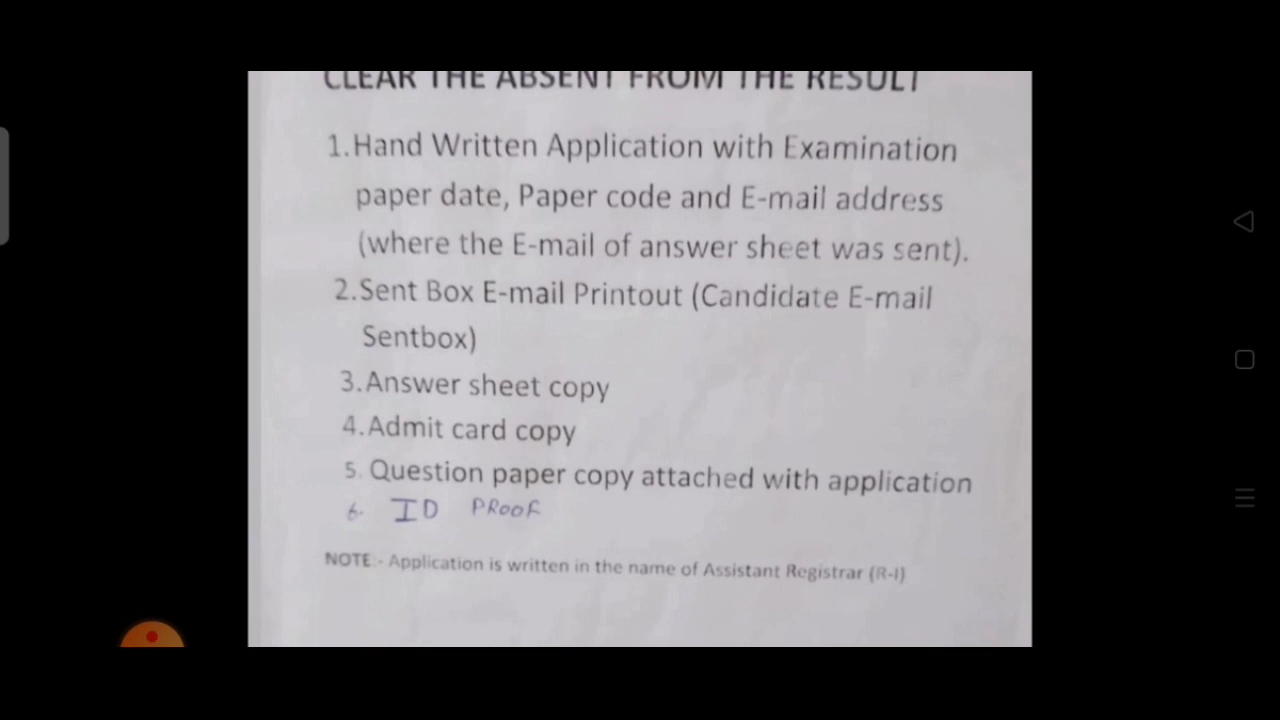 CLEAR THE ABSENT FROM THE RESULT
1.Hand Written Application with Examination
paper date, Paper code and E-mail address
(where the E-mail of answer sheet was sent).
2.Sent Box E-mail Printout (Candidate E-mail
Sentbox)
3.Answer sheet copy
4.Admit card copy
5. Question paper copy attached with application
6. ID PROOF
NOTE:- Application is written in the name of Assistant Registrar (R-I)